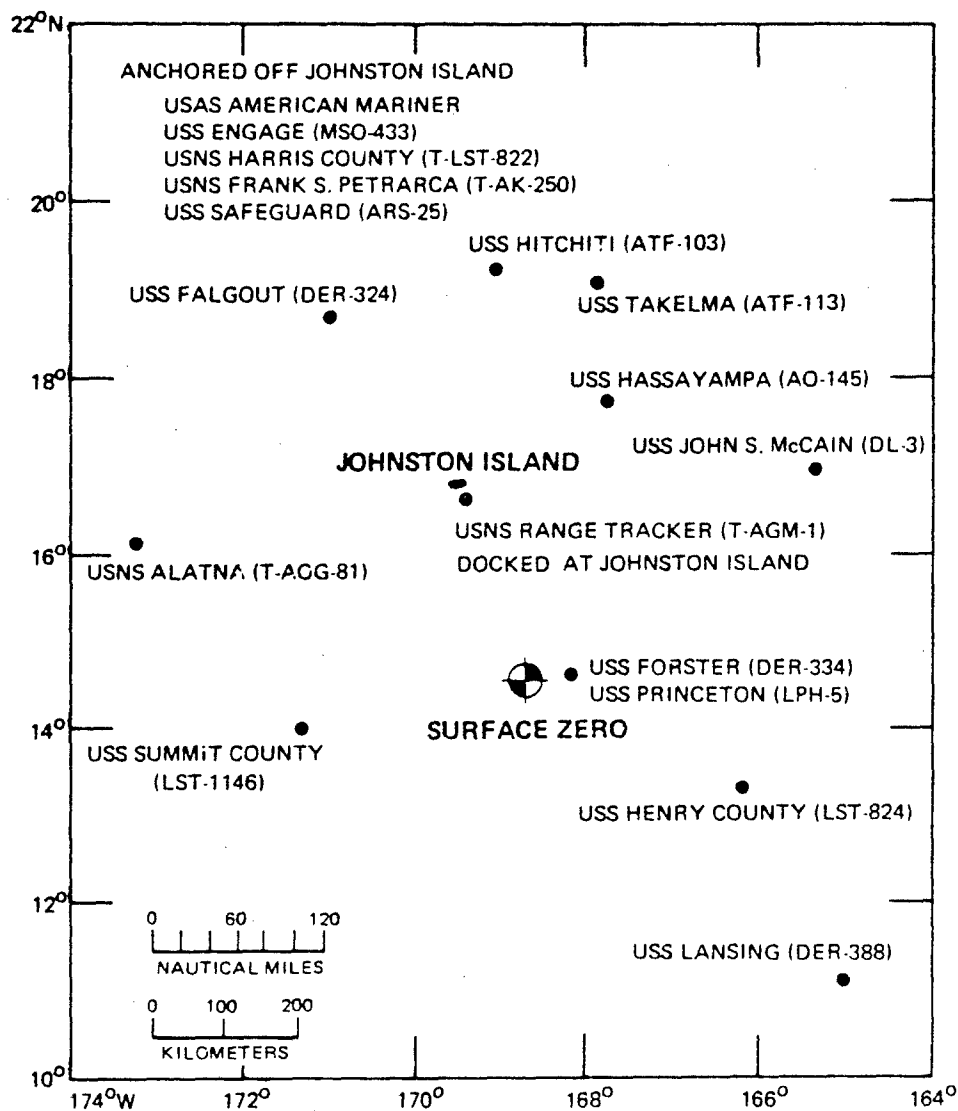 22°N
ANCHORED OFF JOHNSTON ISLAND
USAS AMERICAN MARINER
USS ENGAGE (MSO-433)
USNS HARRIS COUNTY (T-LST-822)
USNS FRANK S. PETRARCA (T-AK-250)
USS SAFEGUARD (ARS-25)
20°
USS HITCHITI (ATF-103)
USS FALGOUT (DER-324)
USS TAKELMA (ATF-113)
18°
USS HASSAYAMPA (AO-145)
USS JOHN S. McCAIN (DL-3)
JOHNSTON ISLAND
USNS RANGE TRACKER (T-AGM-1)
DOCKED AT JOHNSTON ISLAND
16°
USNS ALATNA (T-AOG-81)
USS FORSTER (DER-334)
USS PRINCETON (LPH-5)
SURFACE ZERO
14°
USS SUMMiT COUNTY
(LST-1146)
USS HENRY COUNTY (LST-824)
12°
0 60 120
NAUTICAL MILES
USS LANSING (DER-388)
0 100 200
KILOMETERS
10°
174°W 172° 170° 168° 166° 164°